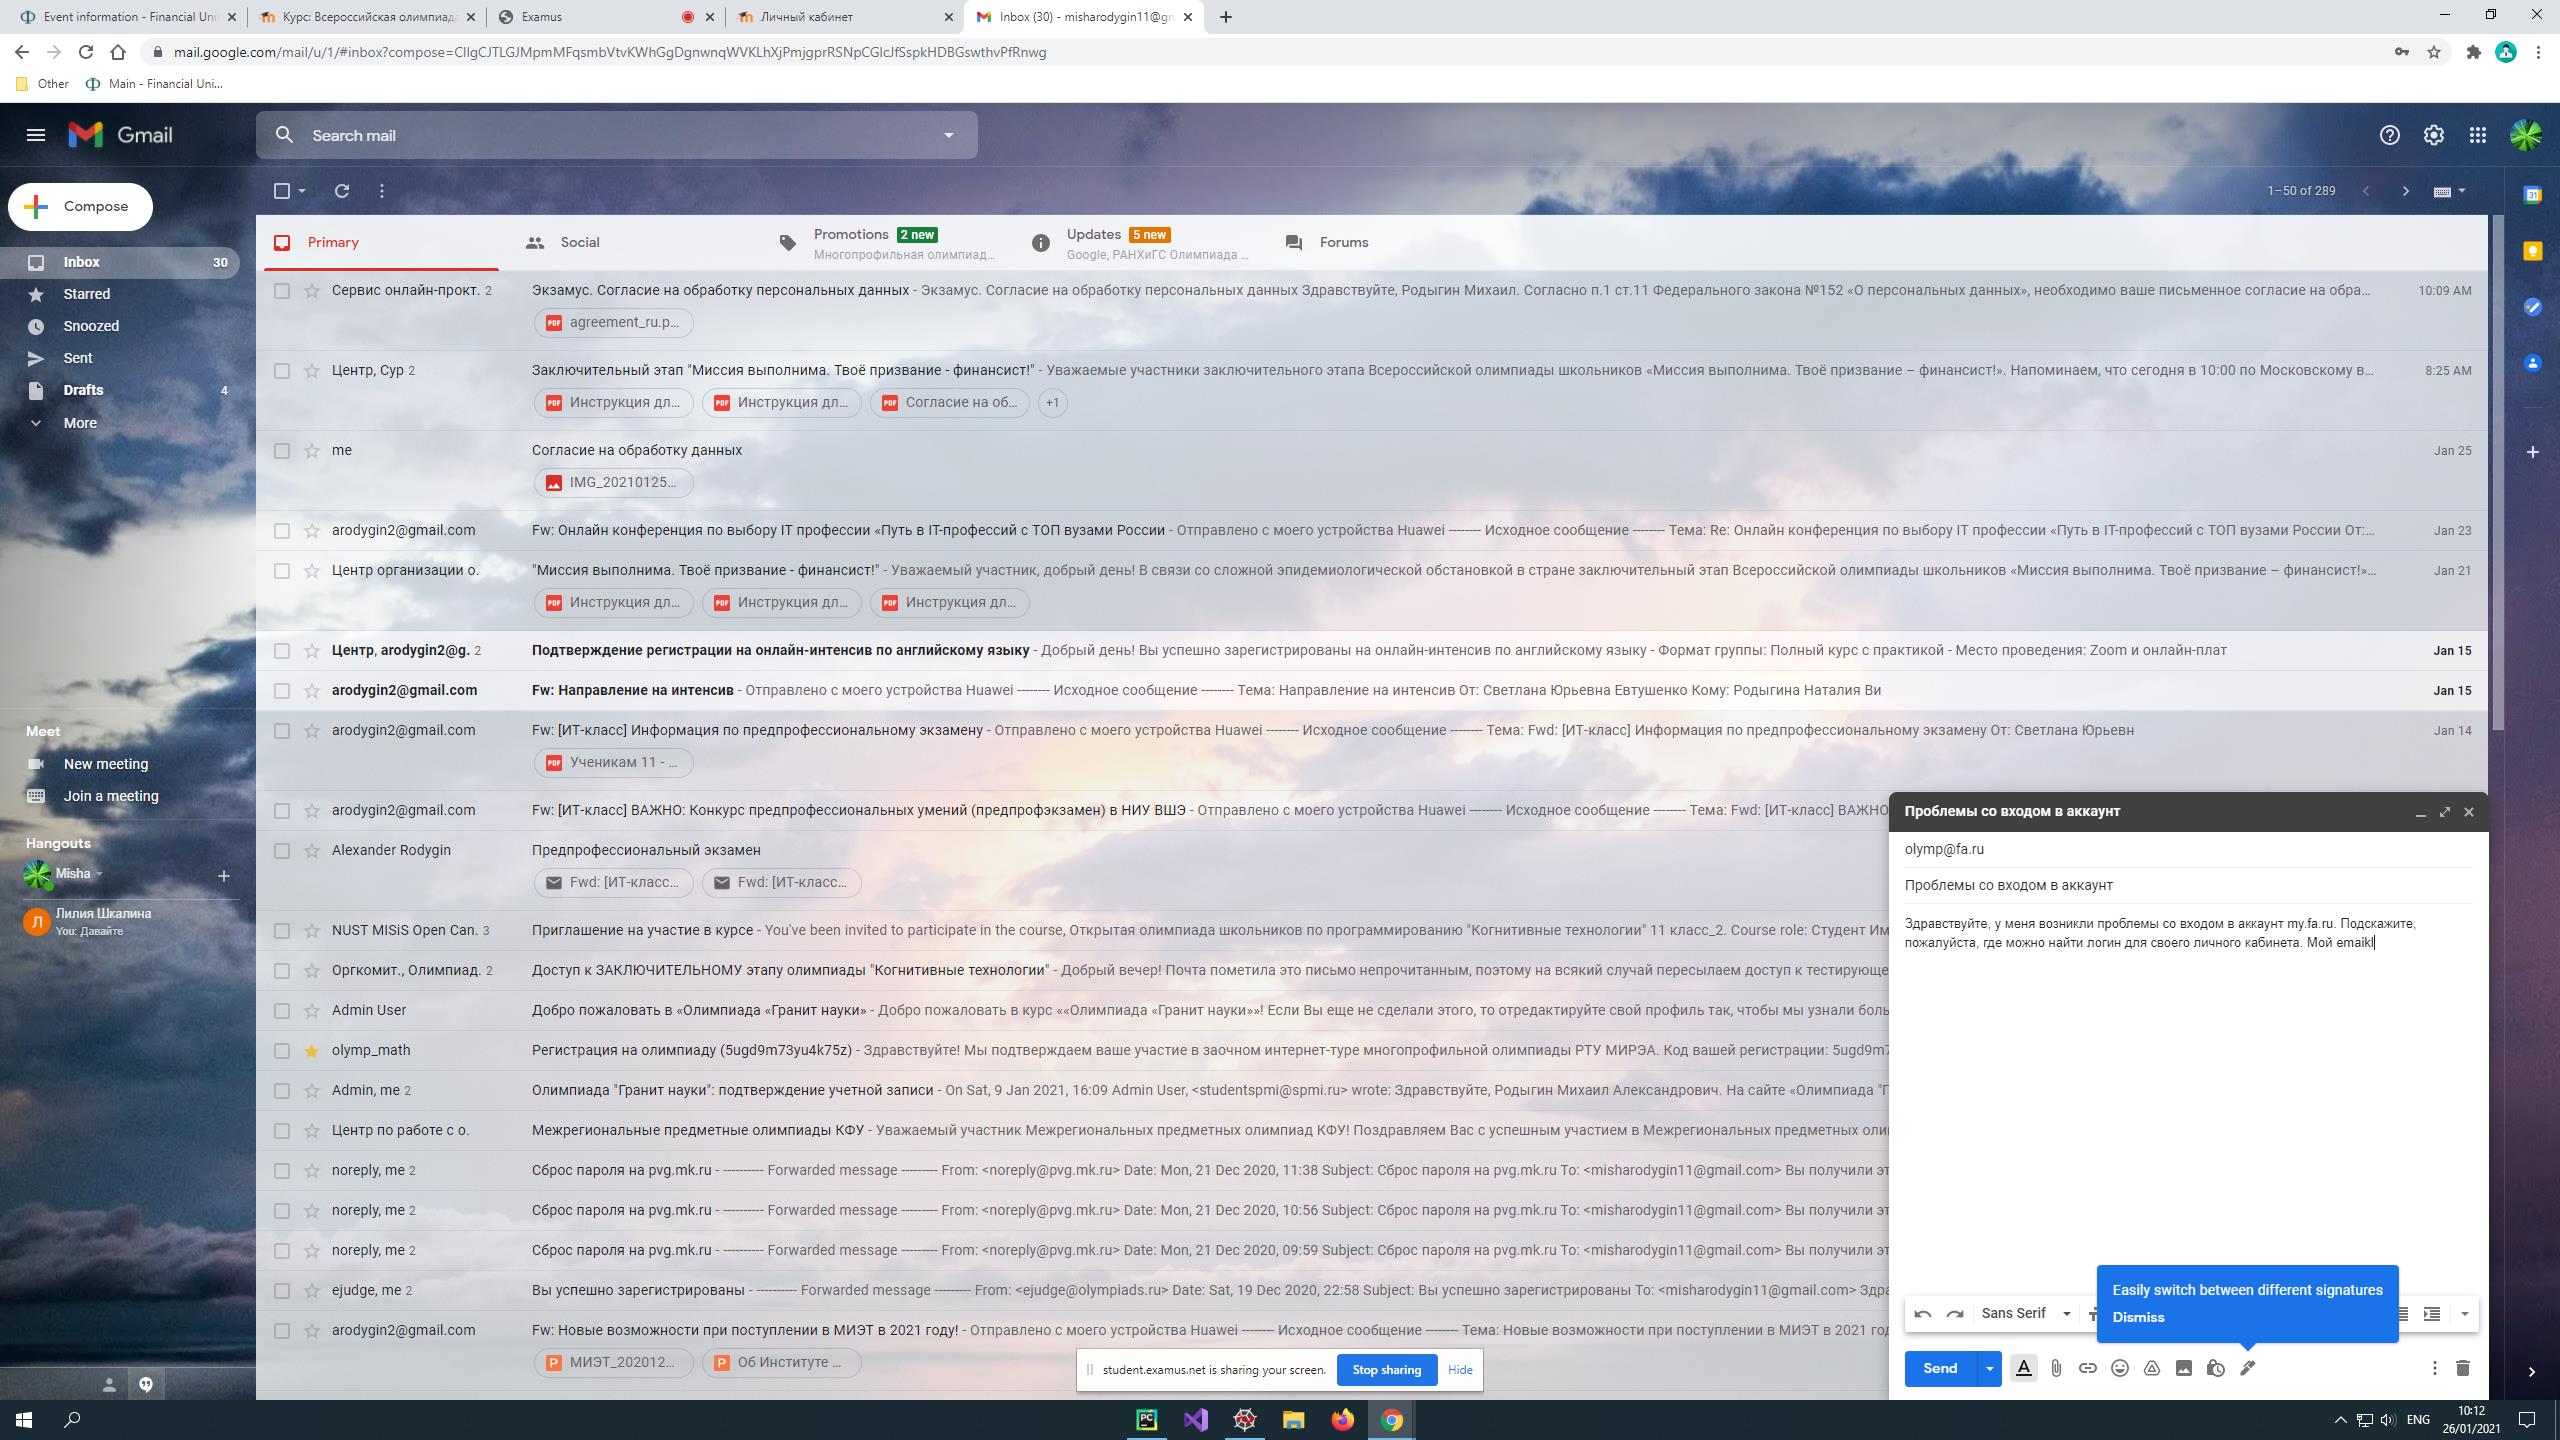 Event information - Financial Uni
Курс: Всероссийская олимпиада
Examus
Личный кабинет
Inbox (30) - misharodygin11@gm
mail.google.com/mail/u/1/#inbox?compose=CllgCJTLGJMpmMFqsmbVtvKWhGgDgnwnqWVKLhXjPmjgprRSNpCGlcJfSspkHDBGswthvPfRnwg
Other
Main - Financial Uni...
Gmail
Search mail
Compose
1–50 of 289
Inbox 30
Starred
Snoozed
Sent
Drafts 4
More
Meet
New meeting
Join a meeting
Hangouts
Misha
Л
Лилия Шкалина
You: Давайте
Primary
Social
Promotions 2 new
Многопрофильная олимпиад...
Updates 5 new
Google, РАНХиГС Олимпиада ...
Forums
Сервис онлайн-прокт. 2 Экзамус. Согласие на обработку персональных данных - Экзамус. Согласие на обработку персональных данных Здравствуйте, Родыгин Михаил. Согласно п.1 ст.11 Федерального закона №152 «О персональных данных», необходимо ваше письменное согласие на обра... 10:09 AM
PDF agreement_ru.p...
Центр, Сур 2 Заключительный этап "Миссия выполнима. Твоё призвание - финансист!" - Уважаемые участники заключительного этапа Всероссийской олимпиады школьников «Миссия выполнима. Твоё призвание – финансист!». Напоминаем, что сегодня в 10:00 по Московскому в... 8:25 AM
PDF Инструкция дл... PDF Инструкция дл... PDF Согласие на об... +1
me Согласие на обработку данных Jan 25
IMG_20210125...
arodygin2@gmail.com Fw: Онлайн конференция по выбору IT профессии «Путь в IT-профессий с ТОП вузами России - Отправлено с моего устройства Huawei -------- Исходное сообщение -------- Тема: Re: Онлайн конференция по выбору IT профессии «Путь в IT-профессий с ТОП вузами России От:... Jan 23
Центр организации о. "Миссия выполнима. Твоё призвание - финансист!" - Уважаемый участник, добрый день! В связи со сложной эпидемиологической обстановкой в стране заключительный этап Всероссийской олимпиады школьников «Миссия выполнима. Твоё призвание – финансист!»... Jan 21
PDF Инструкция дл... PDF Инструкция дл... PDF Инструкция дл...
Центр, arodygin2@g. 2 Подтверждение регистрации на онлайн-интенсив по английскому языку - Добрый день! Вы успешно зарегистрированы на онлайн-интенсив по английскому языку - Формат группы: Полный курс с практикой - Место проведения: Zoom и онлайн-плат Jan 15
arodygin2@gmail.com Fw: Направление на интенсив - Отправлено с моего устройства Huawei -------- Исходное сообщение -------- Тема: Направление на интенсив От: Светлана Юрьевна Евтушенко Кому: Родыгина Наталия Ви Jan 15
arodygin2@gmail.com Fw: [ИТ-класс] Информация по предпрофессиональному экзамену - Отправлено с моего устройства Huawei -------- Исходное сообщение -------- Тема: Fwd: [ИТ-класс] Информация по предпрофессиональному экзамену От: Светлана Юрьевн Jan 14
PDF Ученикам 11 - ...
arodygin2@gmail.com Fw: [ИТ-класс] ВАЖНО: Конкурс предпрофессиональных умений (предпрофэкзамен) в НИУ ВШЭ - Отправлено с моего устройства Huawei -------- Исходное сообщение -------- Тема: Fwd: [ИТ-класс] ВАЖНО
Alexander Rodygin Предпрофессиональный экзамен
Fwd: [ИТ-класс... Fwd: [ИТ-класс...
NUST MISiS Open Can. 3 Приглашение на участие в курсе - You've been invited to participate in the course, Открытая олимпиада школьников по программированию "Когнитивные технологии" 11 класс_2. Course role: Студент Им
Оргкомит., Олимпиад. 2 Доступ к ЗАКЛЮЧИТЕЛЬНОМУ этапу олимпиады "Когнитивные технологии" - Добрый вечер! Почта пометила это письмо непрочитанным, поэтому на всякий случай пересылаем доступ к тестирующе
Admin User Добро пожаловать в «Олимпиада «Гранит науки» - Добро пожаловать в курс ««Олимпиада «Гранит науки»»! Если Вы еще не сделали этого, то отредактируйте свой профиль так, чтобы мы узнали боль
olymp_math Регистрация на олимпиаду (5ugd9m73yu4k75z) - Здравствуйте! Мы подтверждаем ваше участие в заочном интернет-туре многопрофильной олимпиады РТУ МИРЭА. Код вашей регистрации: 5ugd9m7
Admin, me 2 Олимпиада "Гранит науки": подтверждение учетной записи - On Sat, 9 Jan 2021, 16:09 Admin User, <studentspmi@spmi.ru> wrote: Здравствуйте, Родыгин Михаил Александрович. На сайте «Олимпиада "Г
Центр по работе с о. Межрегиональные предметные олимпиады КФУ - Уважаемый участник Межрегиональных предметных олимпиад КФУ! Поздравляем Вас с успешным участием в Межрегиональных предметных оли
noreply, me 2 Сброс пароля на pvg.mk.ru - ---------- Forwarded message --------- From: <noreply@pvg.mk.ru> Date: Mon, 21 Dec 2020, 11:38 Subject: Сброс пароля на pvg.mk.ru To: <misharodygin11@gmail.com> Вы получили эт
noreply, me 2 Сброс пароля на pvg.mk.ru - ---------- Forwarded message --------- From: <noreply@pvg.mk.ru> Date: Mon, 21 Dec 2020, 10:56 Subject: Сброс пароля на pvg.mk.ru To: <misharodygin11@gmail.com> Вы получили эт
noreply, me 2 Сброс пароля на pvg.mk.ru - ---------- Forwarded message --------- From: <noreply@pvg.mk.ru> Date: Mon, 21 Dec 2020, 09:59 Subject: Сброс пароля на pvg.mk.ru To: <misharodygin11@gmail.com> Вы получили эт
ejudge, me 2 Вы успешно зарегистрированы - ---------- Forwarded message --------- From: <ejudge@olympiads.ru> Date: Sat, 19 Dec 2020, 22:58 Subject: Вы успешно зарегистрированы To: <misharodygin11@gmail.com> Здра
arodygin2@gmail.com Fw: Новые возможности при поступлении в МИЭТ в 2021 году! - Отправлено с моего устройства Huawei -------- Исходное сообщение -------- Тема: Новые возможности при поступлении в МИЭТ в 2021 год
P МИЭТ_202012... P Об Институте ...
Проблемы со входом в аккаунт
olymp@fa.ru
Проблемы со входом в аккаунт
Здравствуйте, у меня возникли проблемы со входом в аккаунт my.fa.ru. Подскажите,
пожалуйста, где можно найти логин для своего личного кабинета. Мой emaikl
Easily switch between different signatures
Dismiss
Sans Serif
Send
student.examus.net is sharing your screen. Stop sharing Hide
ENG
10:12
26/01/2021